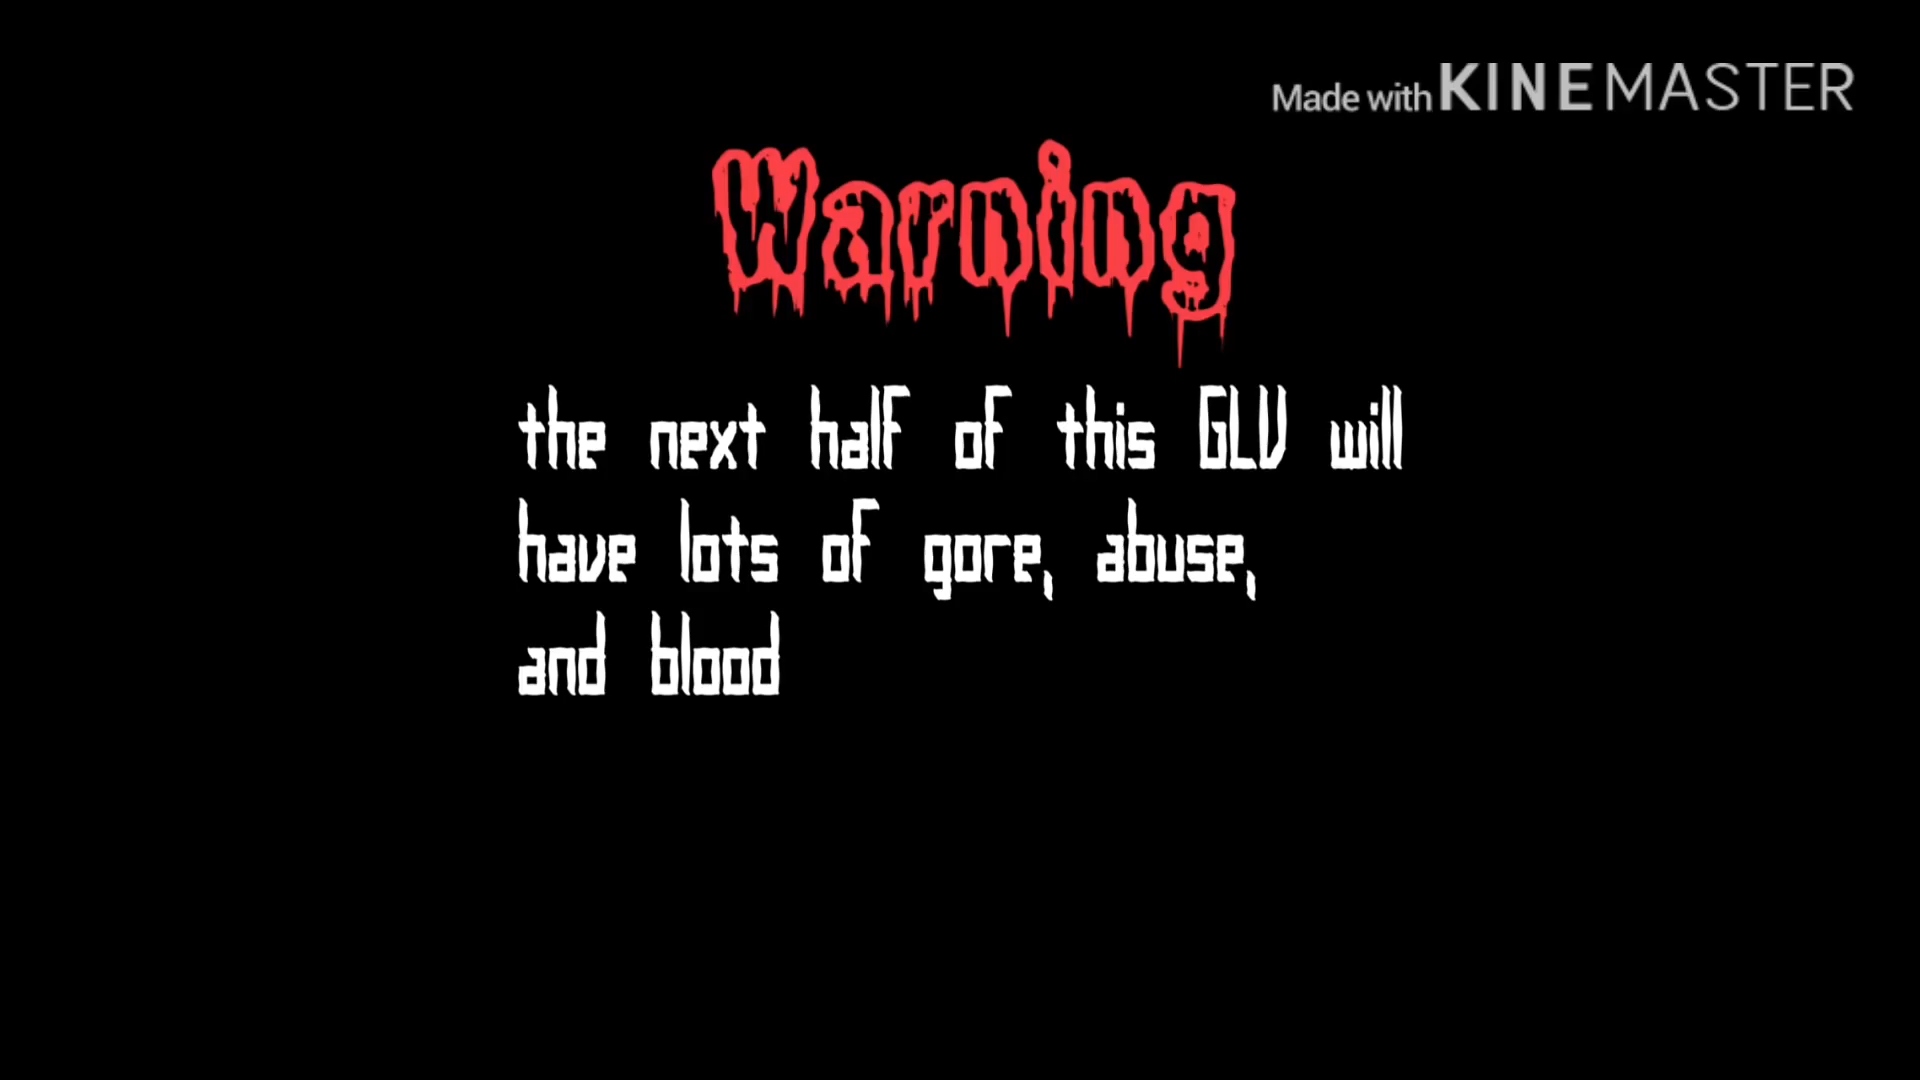 Made with KINEMASTER
Warning
the next half of this GLV will
have lots of gore, abuse,
and blood